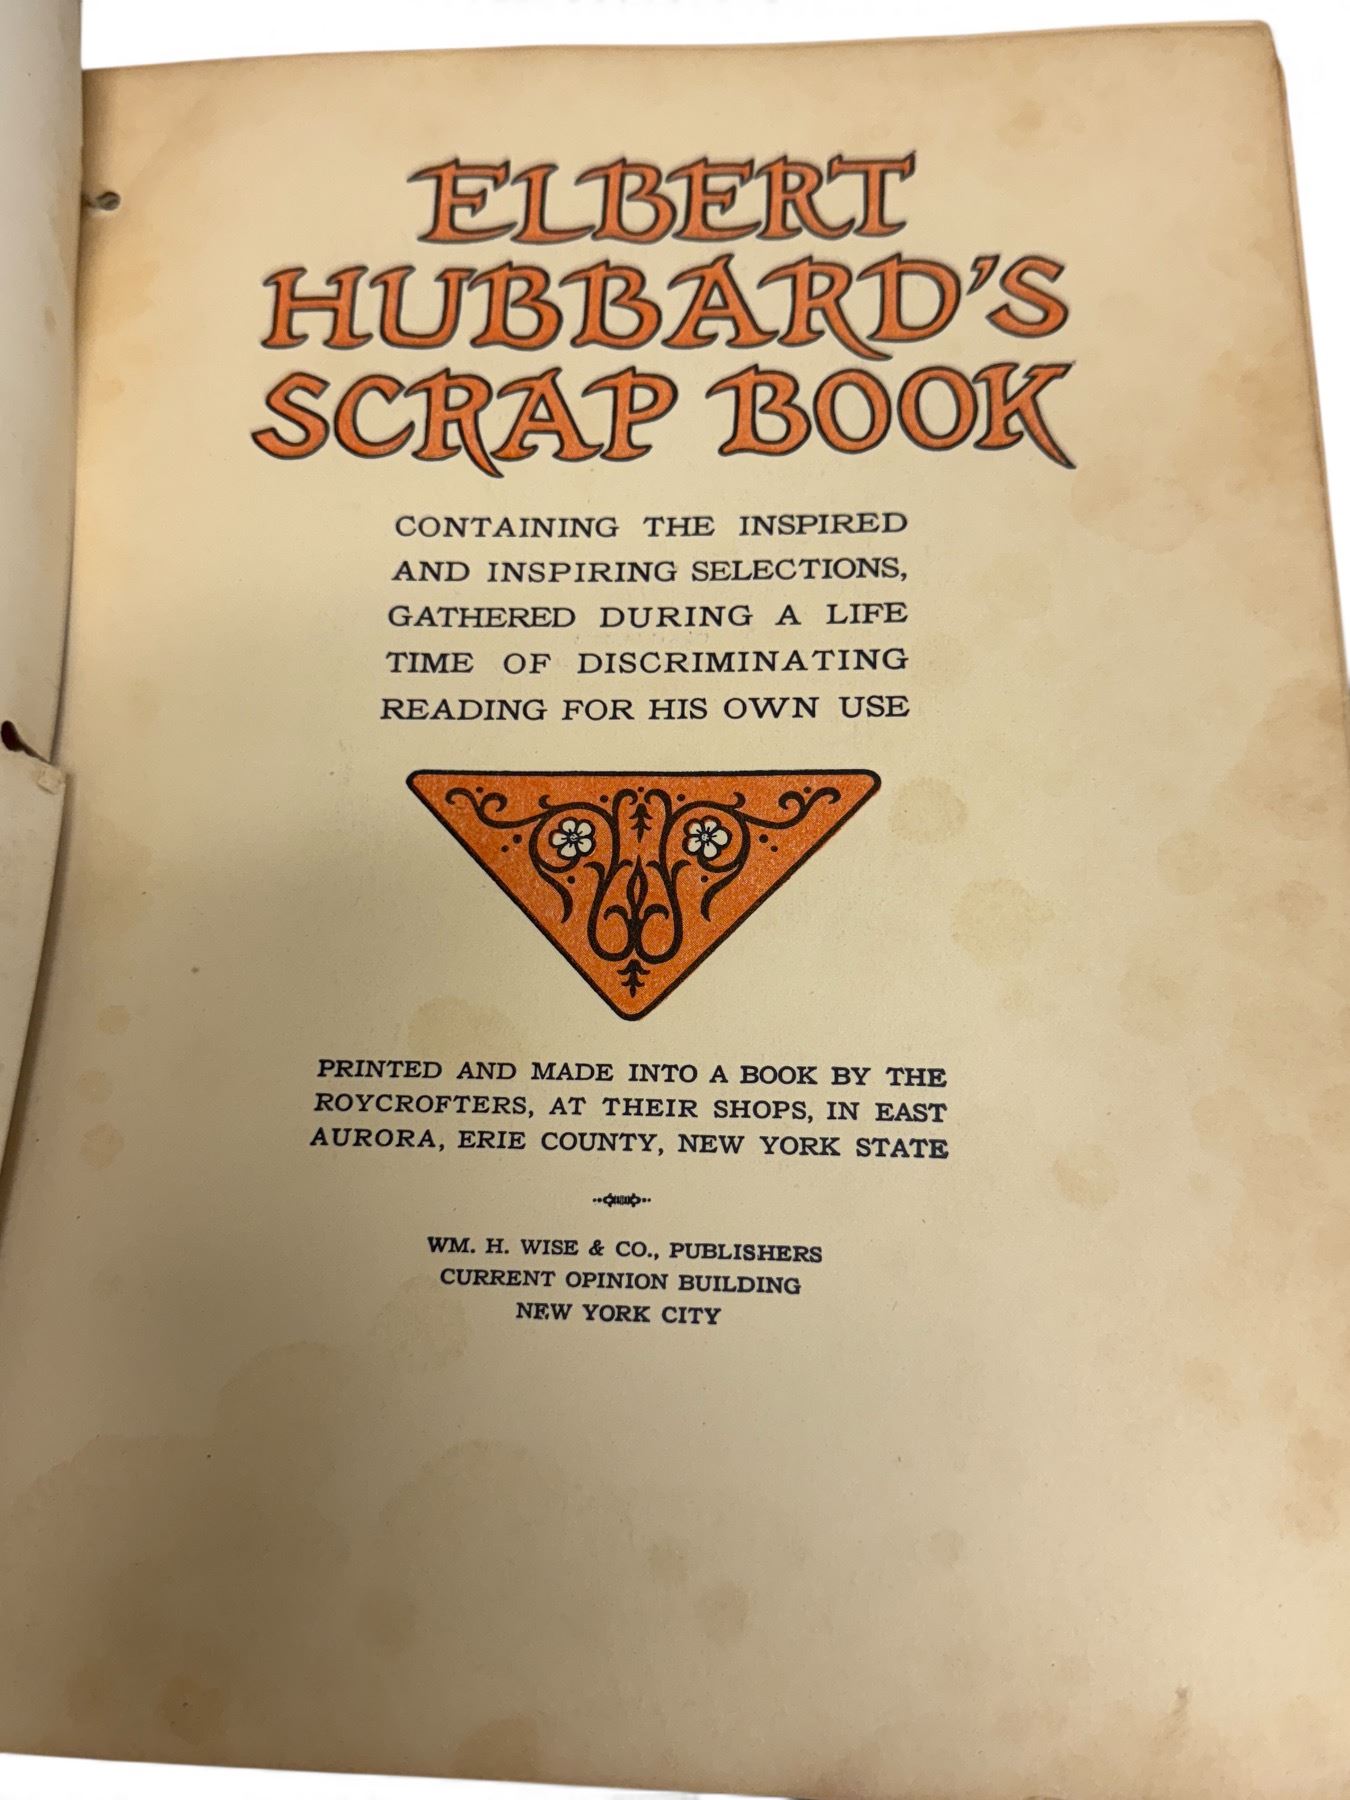 ELBERT
HUBBARD'S
SCRAP BOOK
CONTAINING THE INSPIRED
AND INSPIRING SELECTIONS,
GATHERED DURING A LIFE
TIME OF DISCRIMINATING
READING FOR HIS OWN USE
PRINTED AND MADE INTO A BOOK BY THE
ROYCROFTERS, AT THEIR SHOPS, IN EAST
AURORA, ERIE COUNTY, NEW YORK STATE
WM. H. WISE & CO., PUBLISHERS
CURRENT OPINION BUILDING
NEW YORK CITY